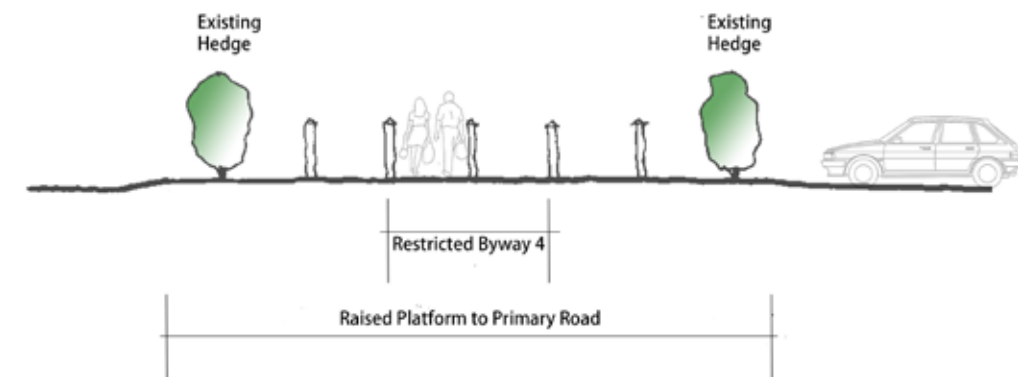 Existing
Hedge
Existing
Hedge
Restricted Byway 4
Raised Platform to Primary Road